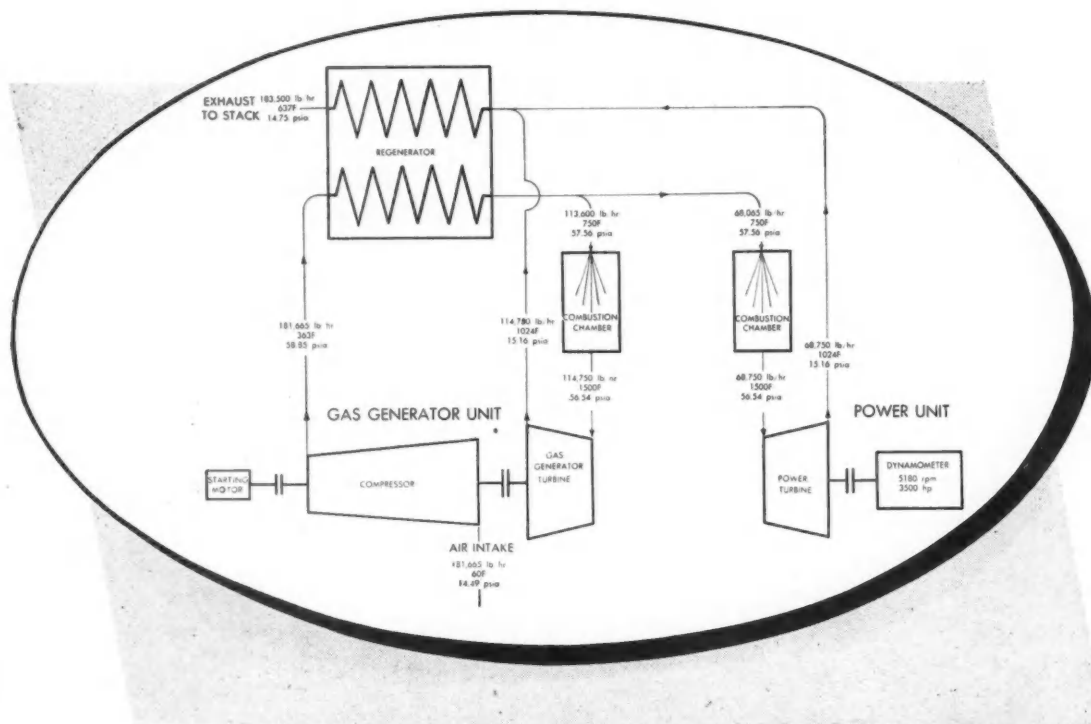 EXHAUST
TO STACK
183,500 lb/hr
637F
14.75 psia
REGENERATOR
113,600 lb/hr
750F
57.56 psia
68,065 lb/hr
750F
57.56 psia
COMBUSTION
CHAMBER
COMBUSTION
CHAMBER
181,665 lb/hr
363F
58.85 psia
114,750 lb/hr
1024F
15.16 psia
68,750 lb/hr
1024F
15.16 psia
114,750 lb/hr
1500F
56.54 psia
68,750 lb/hr
1500F
56.54 psia
GAS GENERATOR UNIT
POWER UNIT
STARTING
MOTOR
COMPRESSOR
GAS
GENERATOR
TURBINE
POWER
TURBINE
DYNAMOMETER
5180 rpm
3500 hp
AIR INTAKE
181,665 lb/hr
60F
14.49 psia